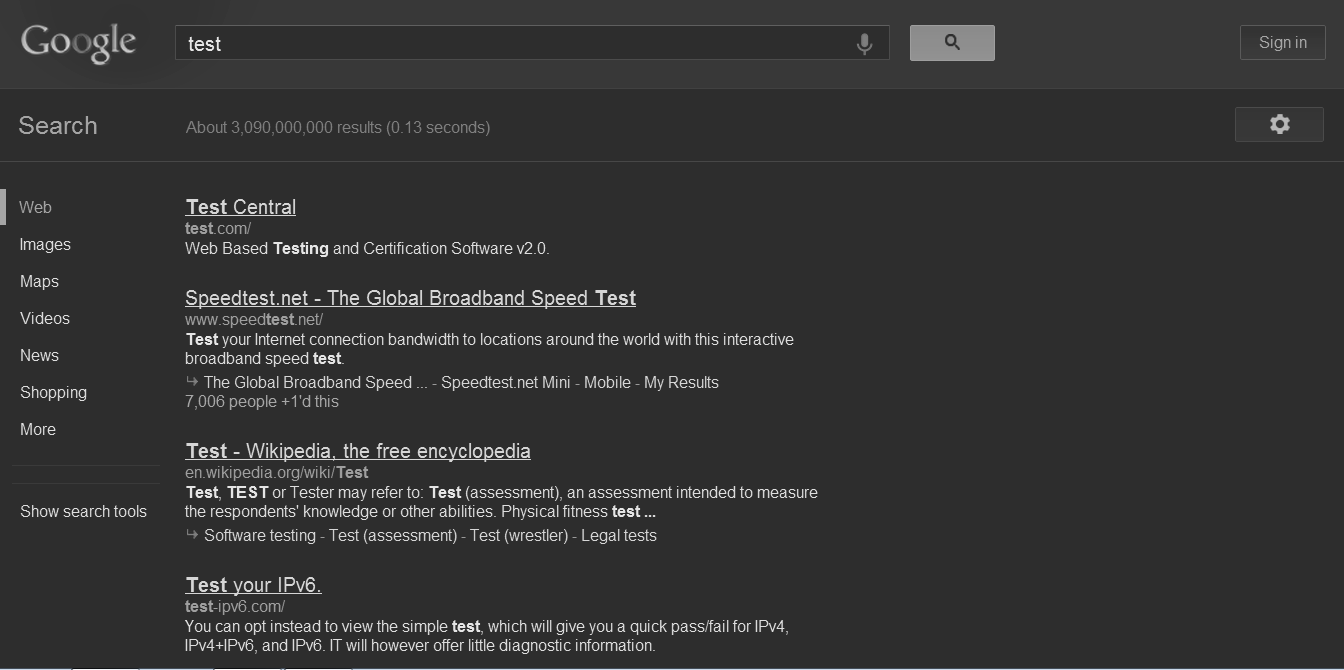 Google
test
Sign in
Search
About 3,090,000,000 results (0.13 seconds)
Web
Images
Maps
Videos
News
Shopping
More
Show search tools
Test Central
test.com/
Web Based Testing and Certification Software v2.0.
Speedtest.net - The Global Broadband Speed Test
www.speedtest.net/
Test your Internet connection bandwidth to locations around the world with this interactive
broadband speed test.
The Global Broadband Speed ... - Speedtest.net Mini - Mobile - My Results
7,006 people +1'd this
Test - Wikipedia, the free encyclopedia
en.wikipedia.org/wiki/Test
Test, TEST or Tester may refer to: Test (assessment), an assessment intended to measure
the respondents' knowledge or other abilities. Physical fitness test ...
Software testing - Test (assessment) - Test (wrestler) - Legal tests
Test your IPv6.
test-ipv6.com/
You can opt instead to view the simple test, which will give you a quick pass/fail for IPv4,
IPv4+IPv6, and IPv6. IT will however offer little diagnostic information.